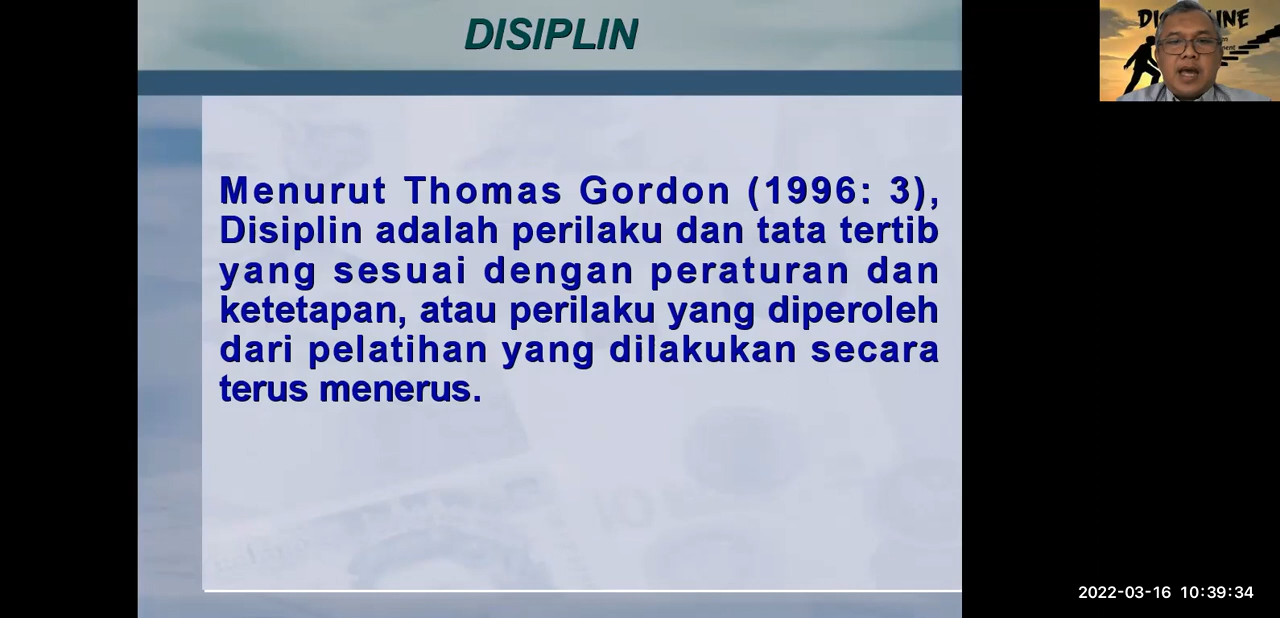 DISIPLIN
Menurut Thomas Gordon (1996: 3),
Disiplin adalah perilaku dan tata tertib
yang sesuai dengan peraturan dan
ketetapan, atau perilaku yang diperoleh
dari pelatihan yang dilakukan secara
terus menerus.
2022-03-16 10:39:34